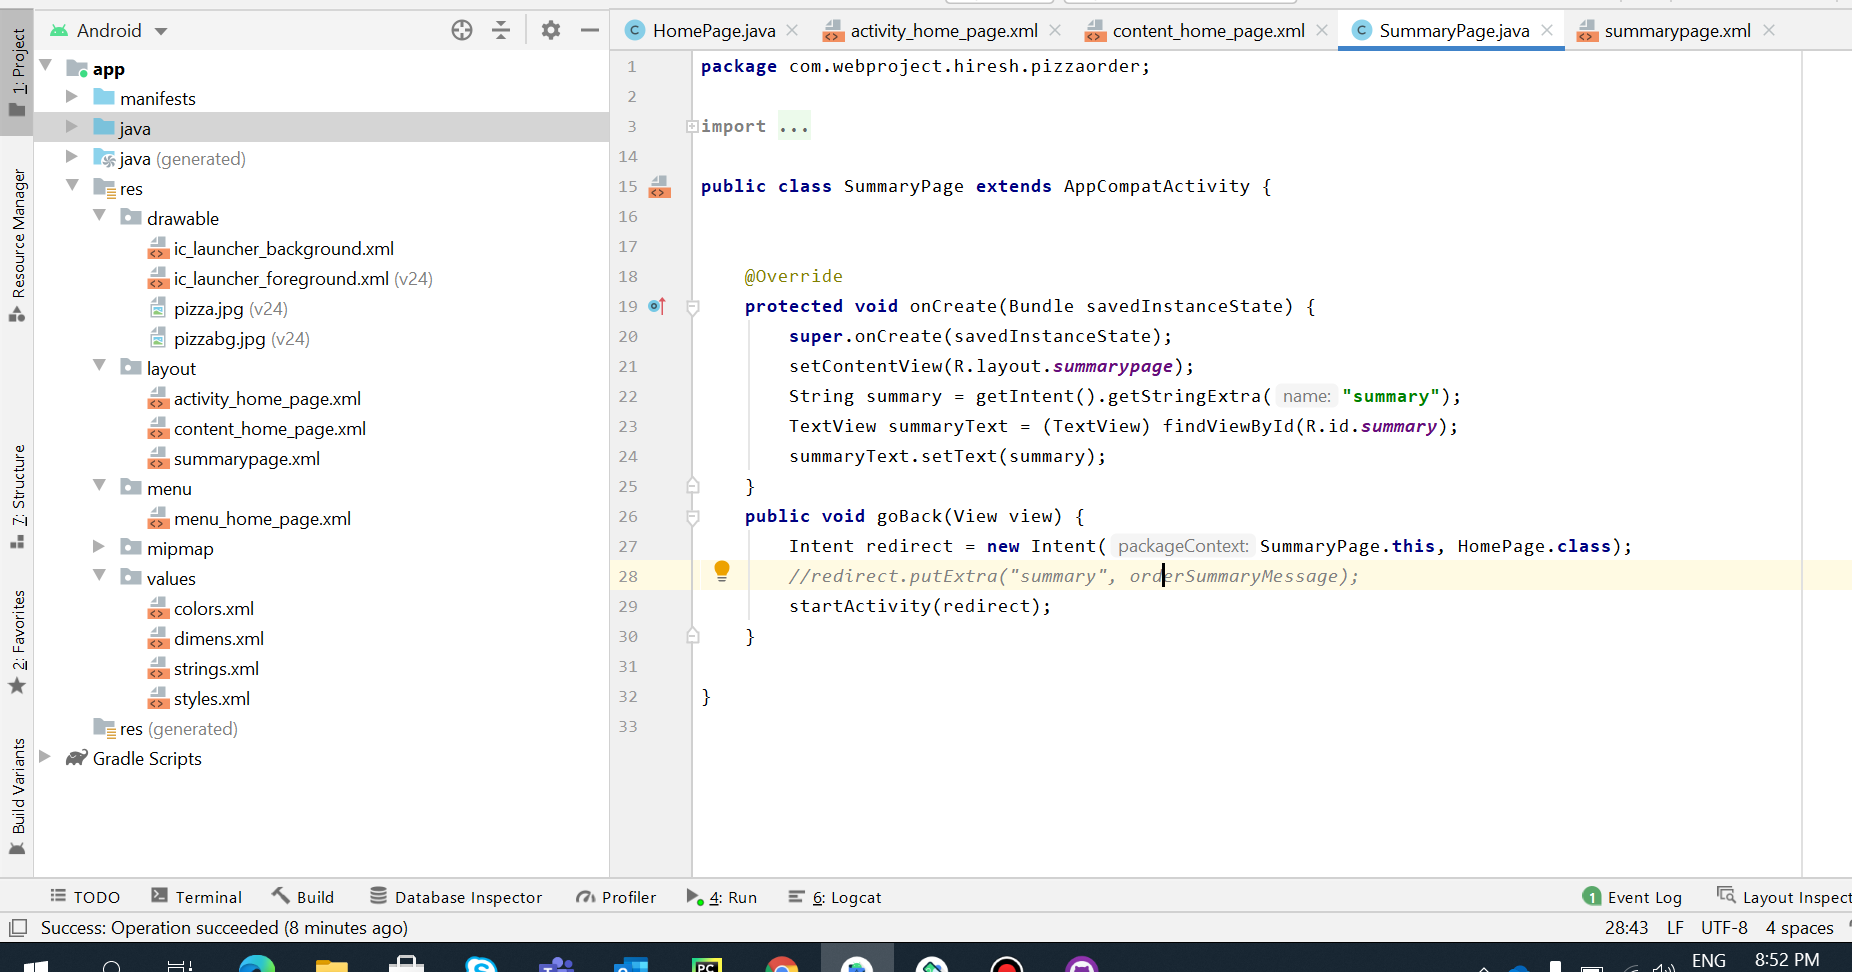 Android
HomePage.java
activity_home_page.xml
content_home_page.xml
SummaryPage.java
summarypage.xml
1: Project
Resource Manager
7: Structure
2: Favorites
Build Variants
app
manifests
java
java (generated)
res
drawable
ic_launcher_background.xml
ic_launcher_foreground.xml (v24)
pizza.jpg (v24)
pizzabg.jpg (v24)
layout
activity_home_page.xml
content_home_page.xml
summarypage.xml
menu
menu_home_page.xml
mipmap
values
colors.xml
dimens.xml
strings.xml
styles.xml
res (generated)
Gradle Scripts
1 package com.webproject.hiresh.pizzaorder;
2
3 import ...
14
15 public class SummaryPage extends AppCompatActivity {
16
17
18 @Override
19 protected void onCreate(Bundle savedInstanceState) {
20 super.onCreate(savedInstanceState);
21 setContentView(R.layout.summarypage);
22 String summary = getIntent().getStringExtra( name: "summary");
23 TextView summaryText = (TextView) findViewById(R.id.summary);
24 summaryText.setText(summary);
25 }
26 public void goBack(View view) {
27 Intent redirect = new Intent( packageContext: SummaryPage.this, HomePage.class);
28 //redirect.putExtra("summary", orderSummaryMessage);
29 startActivity(redirect);
30 }
31
32 }
33
TODO
Terminal
Build
Database Inspector
Profiler
4: Run
6: Logcat
1 Event Log
Layout Inspect
Success: Operation succeeded (8 minutes ago)
28:43 LF UTF-8 4 spaces
PC
ENG
8:52 PM